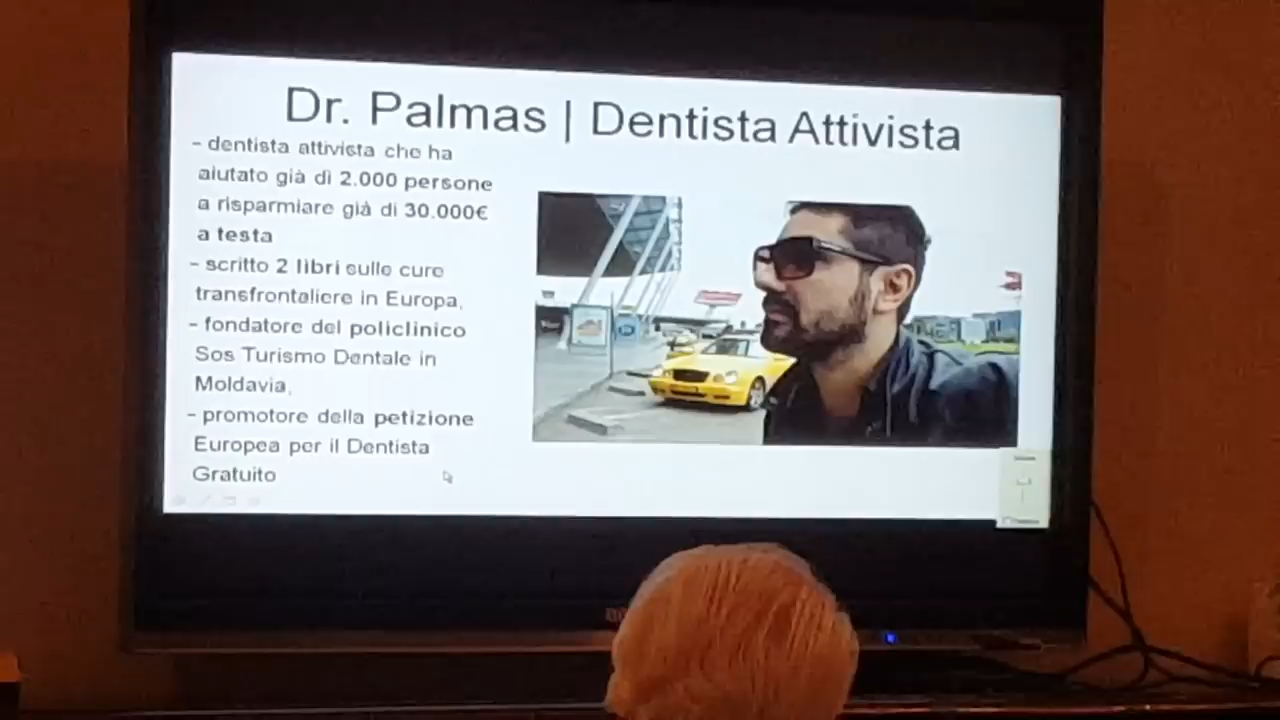 Dr. Palmas | Dentista Attivista
- dentista attivista che ha
aiutato già di 2.000 persone
a risparmiare già di 30.000€
a testa
- scritto 2 libri sulle cure
transfrontaliere in Europa,
- fondatore del policlinico
Sos Turismo Dentale in
Moldavia,
- promotore della petizione
Europea per il Dentista
Gratuito